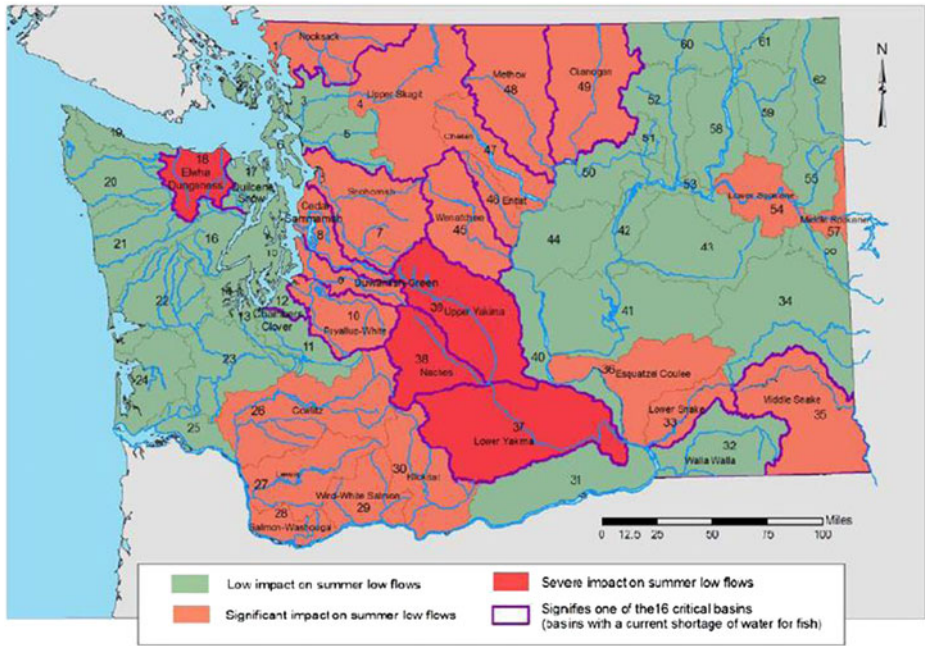 Nooksack
1
3
4
Upper Skagit
5
Methow
48
Okanogan
49
Chelan
47
60
61
62
52
51
58
59
50
53
55
N
19
18
Elwha
Dungeness
17
Quilcene
Snow
20
21
16
22
Cedar
Sammamish
8
Snohomish
7
Wenatchee
45
46
Entiat
44
42
43
Lower Spokane
54
Middle Spokane
57
9
Duwamish-Green
10
Puyallup-White
12
Chambers
Clover
13
11
39
Upper Yakima
38
Naches
40
41
34
23
24
25
26
Cowlitz
36
Esquatzel Coulee
Lower Snake
33
Middle Snake
35
37
Lower Yakima
32
Walla Walla
31
30
Klickitat
Lewis
27
28
Wind-White Salmon
29
Salmon-Washougal
Miles
0 12.5 25 50 75 100
Low impact on summer low flows
Severe impact on summer low flows
Significant impact on summer low flows
Signifies one of the16 critical basins
(basins with a current shortage of water for fish)